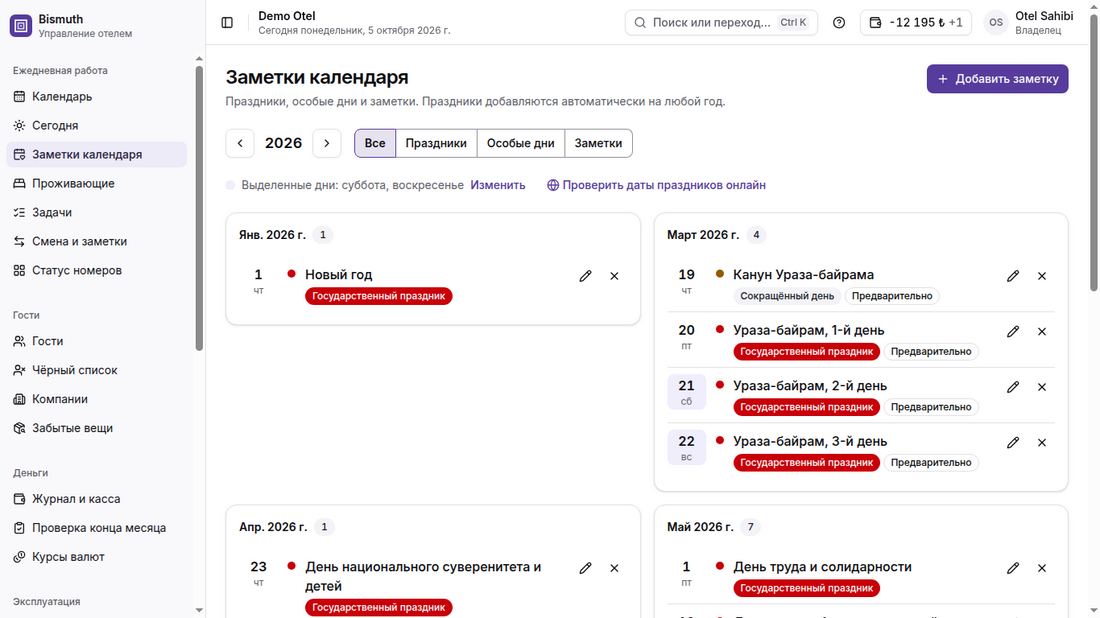 Bismuth
Управление отелем
Ежедневная работа
Календарь
Сегодня
Заметки календаря
Проживающие
Задачи
Смена и заметки
Статус номеров
Гости
Гости
Чёрный список
Компании
Забытые вещи
Деньги
Журнал и касса
Проверка конца месяца
Курсы валют
Эксплуатация
Demo Otel
Сегодня понедельник, 5 октября 2026 г.
Поиск или переход... Ctrl K
-12 195 ₺ +1
OS
Otel Sahibi
Владелец
Заметки календаря
Праздники, особые дни и заметки. Праздники добавляются автоматически на любой год.
Добавить заметку
2026
Все Праздники Особые дни Заметки
Выделенные дни: суббота, воскресенье Изменить Проверить даты праздников онлайн
Янв. 2026 г. 1
1 Новый год
чт Государственный праздник
Март 2026 г. 4
19 Канун Ураза-байрама
чт Сокращённый день Предварительно
20 Ураза-байрам, 1-й день
пт Государственный праздник Предварительно
21 Ураза-байрам, 2-й день
сб Государственный праздник Предварительно
22 Ураза-байрам, 3-й день
вс Государственный праздник Предварительно
Апр. 2026 г. 1
23 День национального суверенитета и
чт детей
Государственный праздник
Май 2026 г. 7
1 День труда и солидарности
пт Государственный праздник